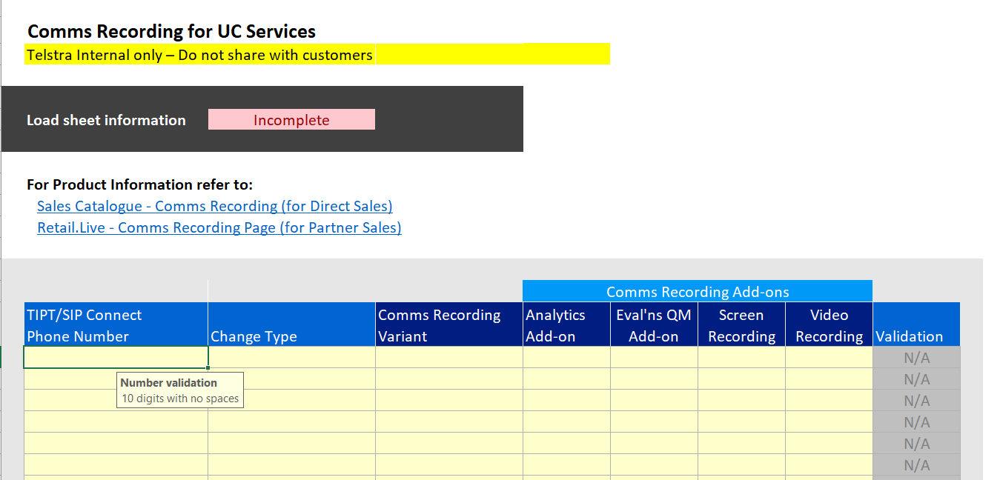 Comms Recording for UC Services
Telstra Internal only – Do not share with customers
Load sheet information
Incomplete
For Product Information refer to:
Sales Catalogue - Comms Recording (for Direct Sales)
Retail.Live - Comms Recording Page (for Partner Sales)
Comms Recording Add-ons
TIPT/SIP Connect
Phone Number
Change Type
Comms Recording
Variant
Analytics
Add-on
Eval'ns QM
Add-on
Screen
Recording
Video
Recording
Validation
N/A
Number validation
10 digits with no spaces
N/A
N/A
N/A
N/A
N/A